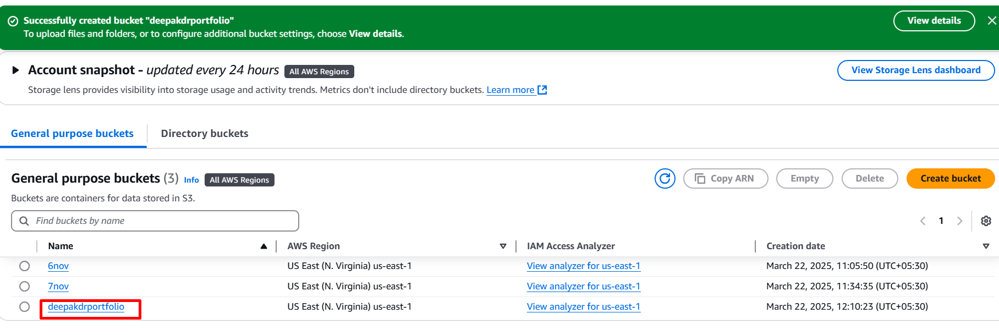 Successfully created bucket "deepakdrportfolio"
To upload files and folders, or to configure additional bucket settings, choose View details.
View details
Account snapshot - updated every 24 hours All AWS Regions
View Storage Lens dashboard
Storage lens provides visibility into storage usage and activity trends. Metrics don't include directory buckets. Learn more
General purpose buckets Directory buckets
General purpose buckets (3) Info All AWS Regions
Copy ARN Empty Delete Create bucket
Buckets are containers for data stored in S3.
Find buckets by name
1
Name AWS Region IAM Access Analyzer Creation date
6nov US East (N. Virginia) us-east-1 View analyzer for us-east-1 March 22, 2025, 11:05:50 (UTC+05:30)
7nov US East (N. Virginia) us-east-1 View analyzer for us-east-1 March 22, 2025, 11:34:35 (UTC+05:30)
deepakdrportfolio US East (N. Virginia) us-east-1 View analyzer for us-east-1 March 22, 2025, 12:10:23 (UTC+05:30)